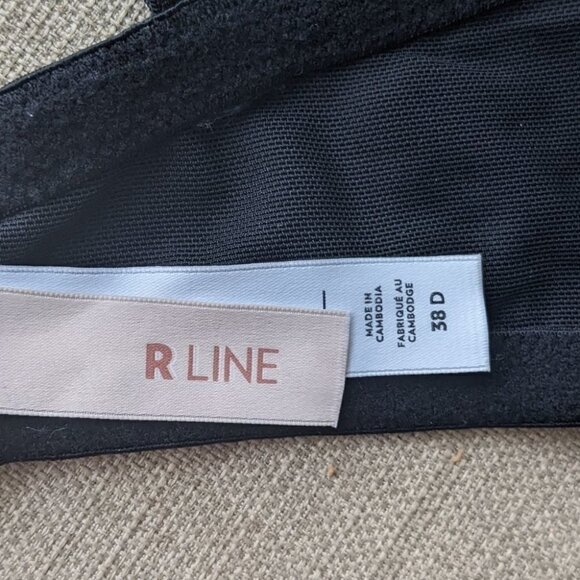 R LINE
MADE IN
CAMBODIA
FABRIQUÉ AU
CAMBODGE
38 D